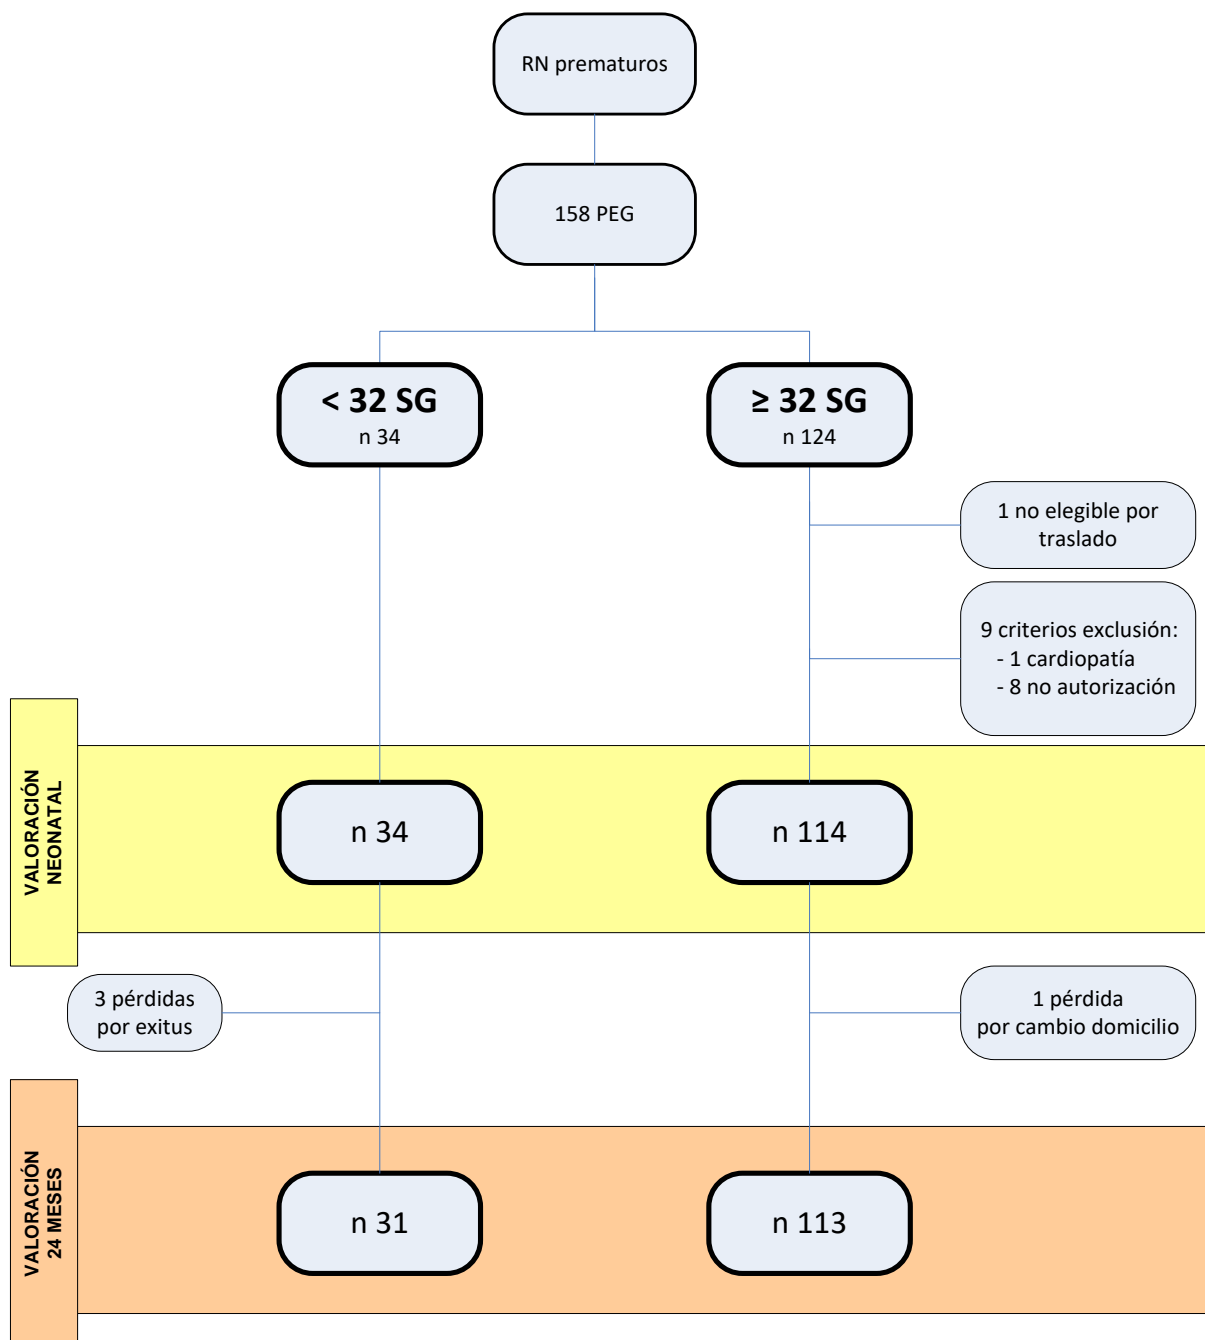 RN prematuros
158 PEG
< 32 SG
n 34
≥ 32 SG
n 124
1 no elegible por
traslado
9 criterios exclusión:
- 1 cardiopatía
- 8 no autorización
VALORACIÓN
NEONATAL
n 34
n 114
3 pérdidas
por exitus
1 pérdida
por cambio domicilio
VALORACIÓN
24 MESES
n 31
n 113